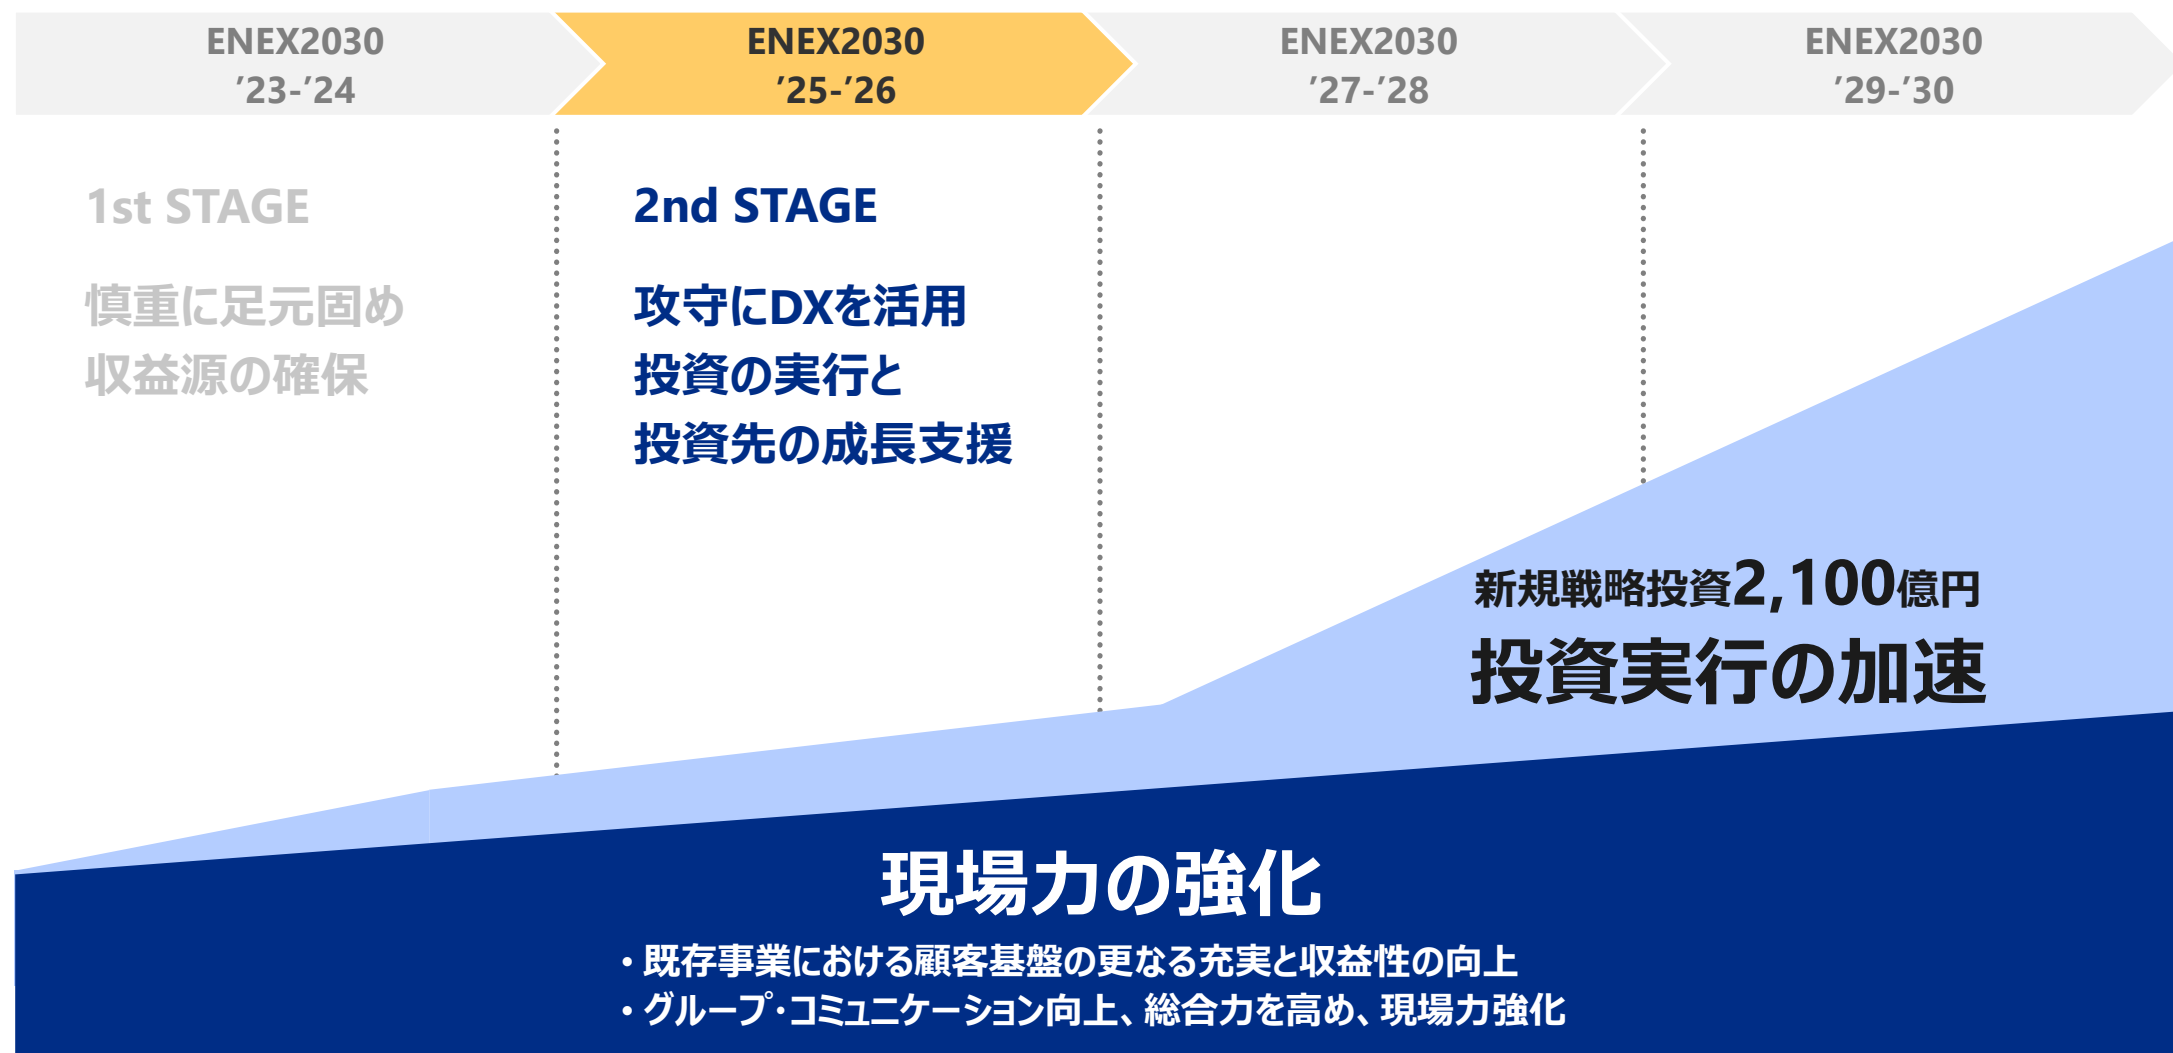 ENEX2030
’23-’24
ENEX2030
’25-’26
ENEX2030
’27-’28
ENEX2030
’29-’30
1st STAGE
慎重に足元固め
収益源の確保
2nd STAGE
攻守にDXを活用
投資の実行と
投資先の成長支援
新規戦略投資2,100億円
投資実行の加速
現場力の強化
・既存事業における顧客基盤の更なる充実と収益性の向上
・グループ・コミュニケーション向上、総合力を高め、現場力強化